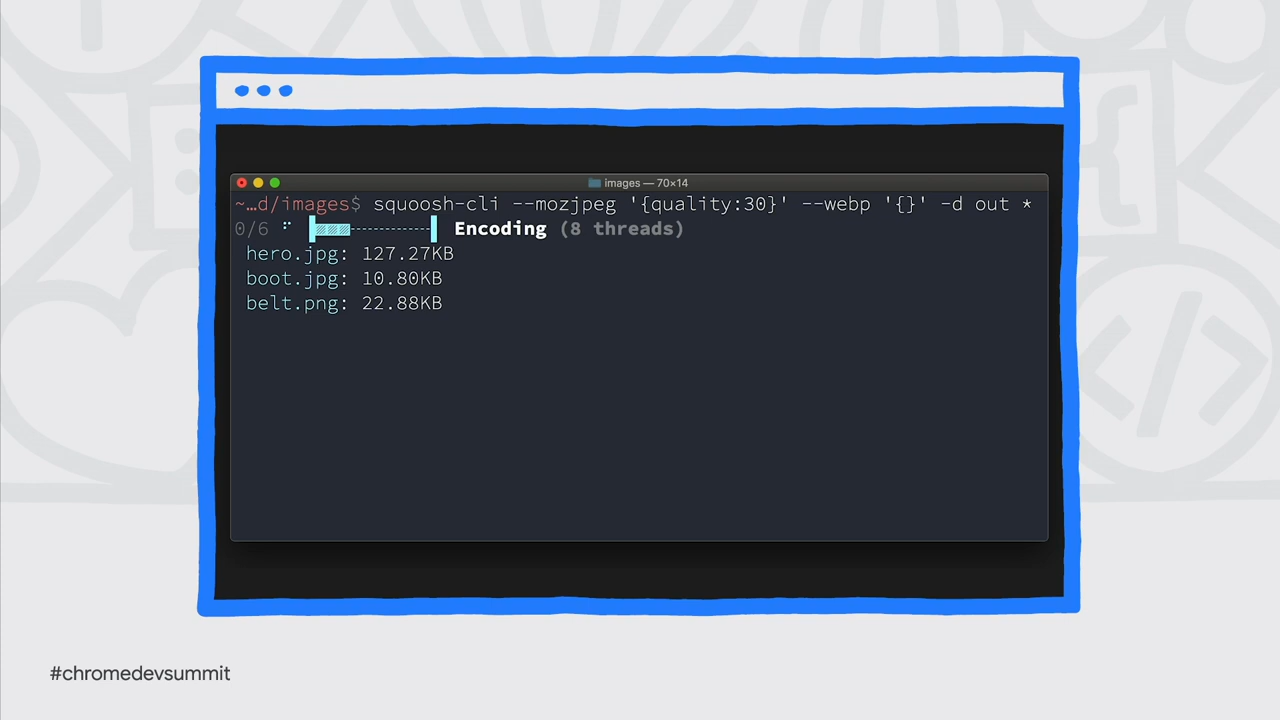 images — 70×14
~…d/images$ squoosh-cli --mozjpeg '{quality:30}' --webp '{}' -d out *
0/6 ⠋ ▐▨▨▨------------▌ Encoding (8 threads)
hero.jpg: 127.27KB
boot.jpg: 10.80KB
belt.png: 22.88KB
#chromedevsummit